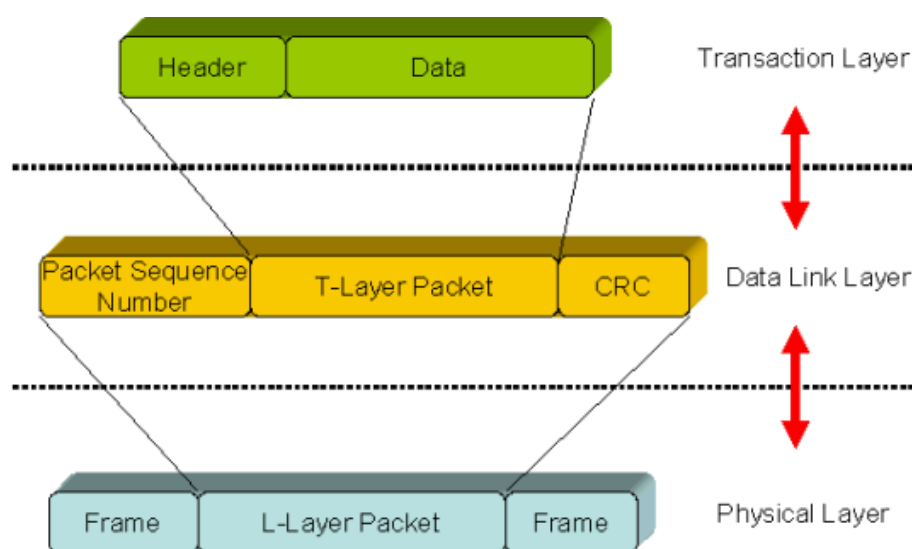 Header
Data
Transaction Layer
Packet Sequence
Number
T-Layer Packet
CRC
Data Link Layer
Frame
L-Layer Packet
Frame
Physical Layer